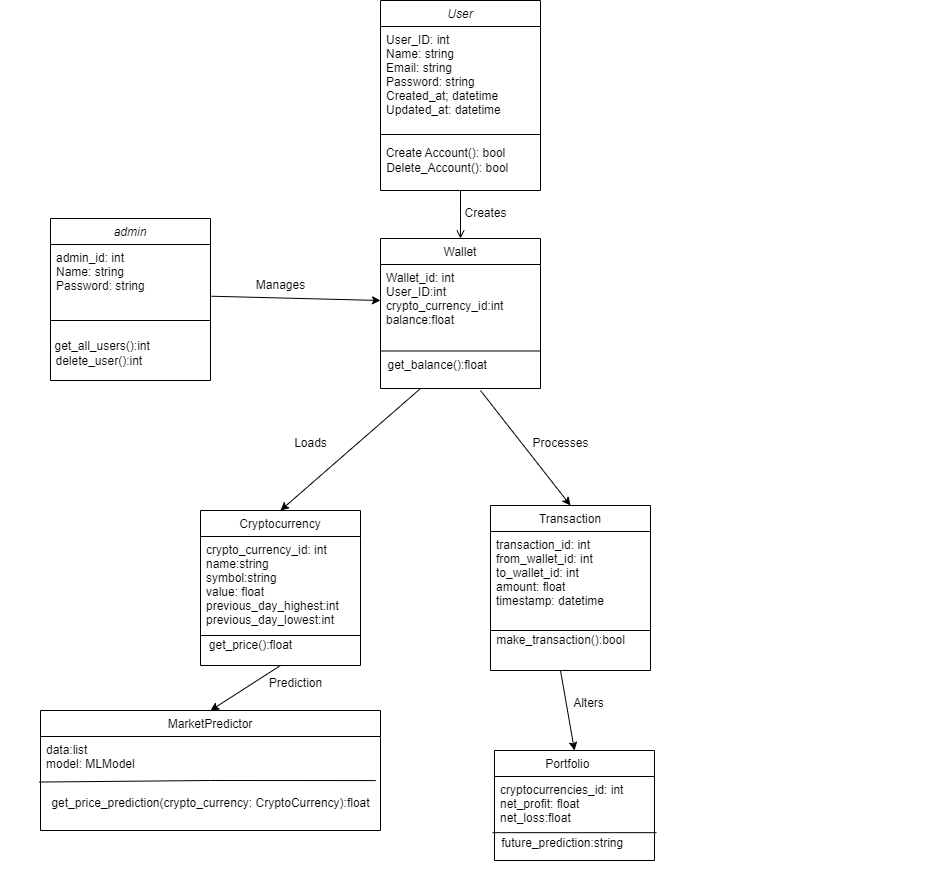 User
User_ID: int
Name: string
Email: string
Password: string
Created_at; datetime
Updated_at: datetime
Create Account(): bool
Delete_Account(): bool
Creates
admin
admin_id: int
Name: string
Password: string
get_all_users():int
delete_user():int
Manages
Wallet
Wallet_id: int
User_ID:int
crypto_currency_id:int
balance:float
get_balance():float
Loads
Processes
Cryptocurrency
crypto_currency_id: int
name:string
symbol:string
value: float
previous_day_highest:int
previous_day_lowest:int
get_price():float
Transaction
transaction_id: int
from_wallet_id: int
to_wallet_id: int
amount: float
timestamp: datetime
make_transaction():bool
Prediction
Alters
MarketPredictor
data:list
model: MLModel
get_price_prediction(crypto_currency: CryptoCurrency):float
Portfolio
cryptocurrencies_id: int
net_profit: float
net_loss:float
future_prediction:string